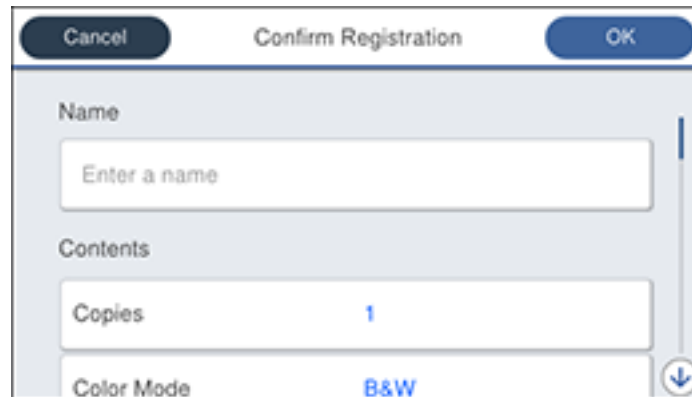 Cancel Confirm Registration OK
Name
Enter a name
Contents
Copies 1
Color Mode B&W